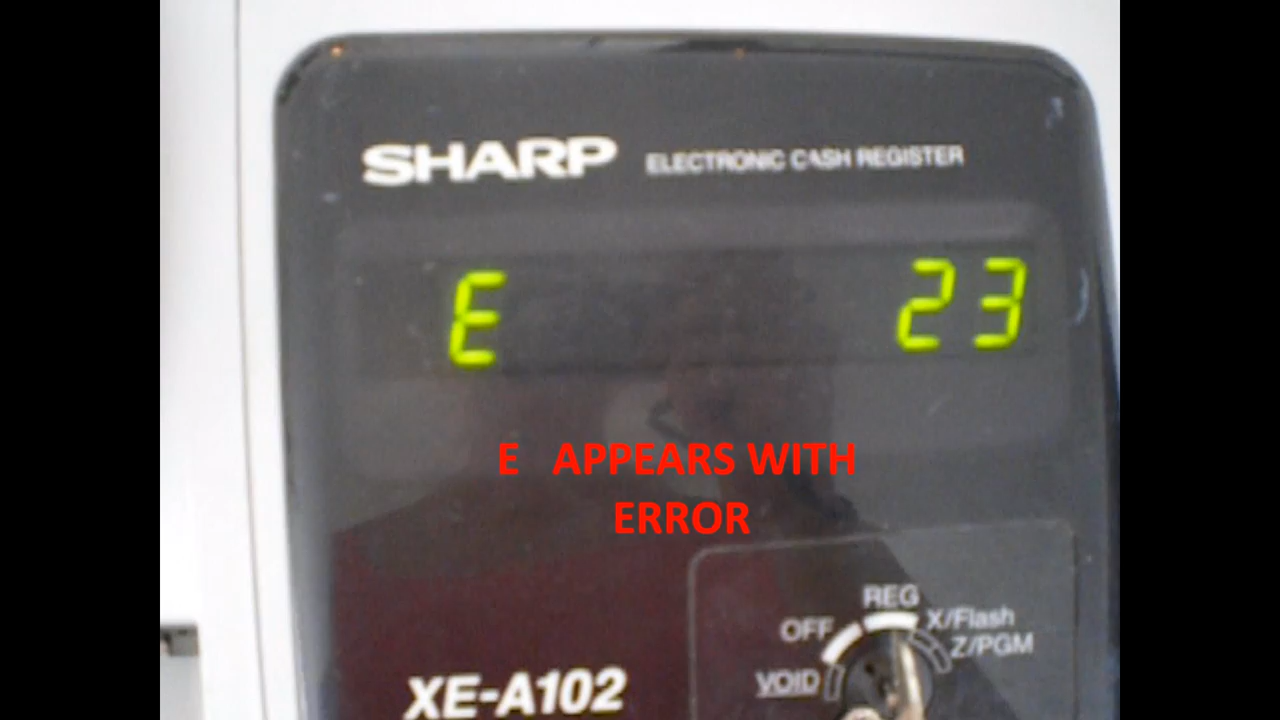 SHARP ELECTRONIC CASH REGISTER
E 23
E APPEARS WITH
ERROR
REG
OFF X/Flash
Z/PGM
VOID
XE-A102